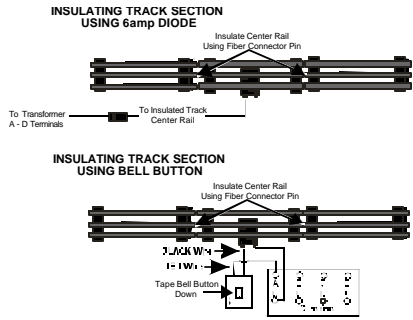 INSULATING TRACK SECTION
USING 6amp DIODE
Insulate Center Rail
Using Fiber Connector Pin
To Transformer
A - D Terminals
To Insulated Track
Center Rail
INSULATING TRACK SECTION
USING BELL BUTTON
Insulate Center Rail
Using Fiber Connector Pin
Tape Bell Button
Down